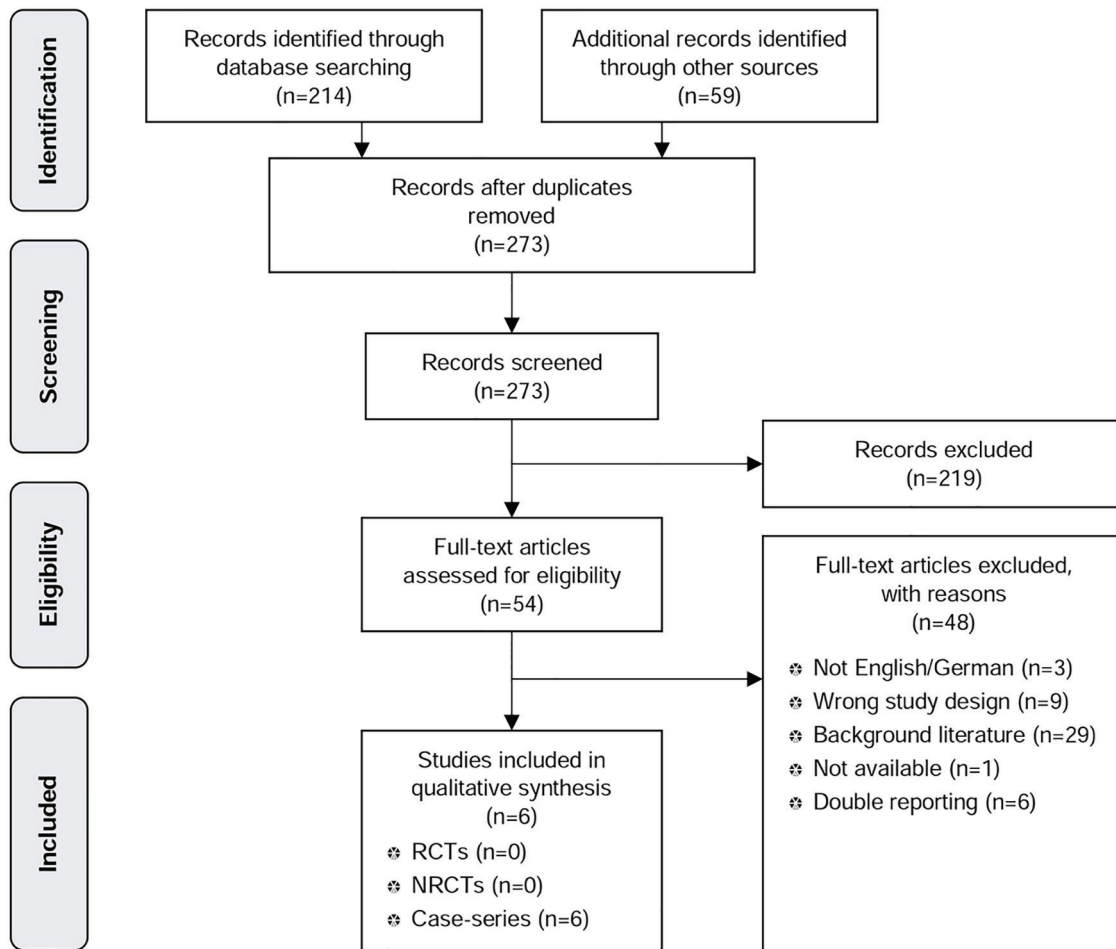 Identification
Records identified through
database searching
(n=214)
Additional records identified
through other sources
(n=59)
Records after duplicates
removed
(n=273)
Screening
Records screened
(n=273)
Records excluded
(n=219)
Eligibility
Full-text articles
assessed for eligibility
(n=54)
Full-text articles excluded,
with reasons
(n=48)
Not English/German (n=3)
Wrong study design (n=9)
Background literature (n=29)
Not available (n=1)
Double reporting (n=6)
Included
Studies included in
qualitative synthesis
(n=6)
RCTs (n=0)
NRCTs (n=0)
Case-series (n=6)